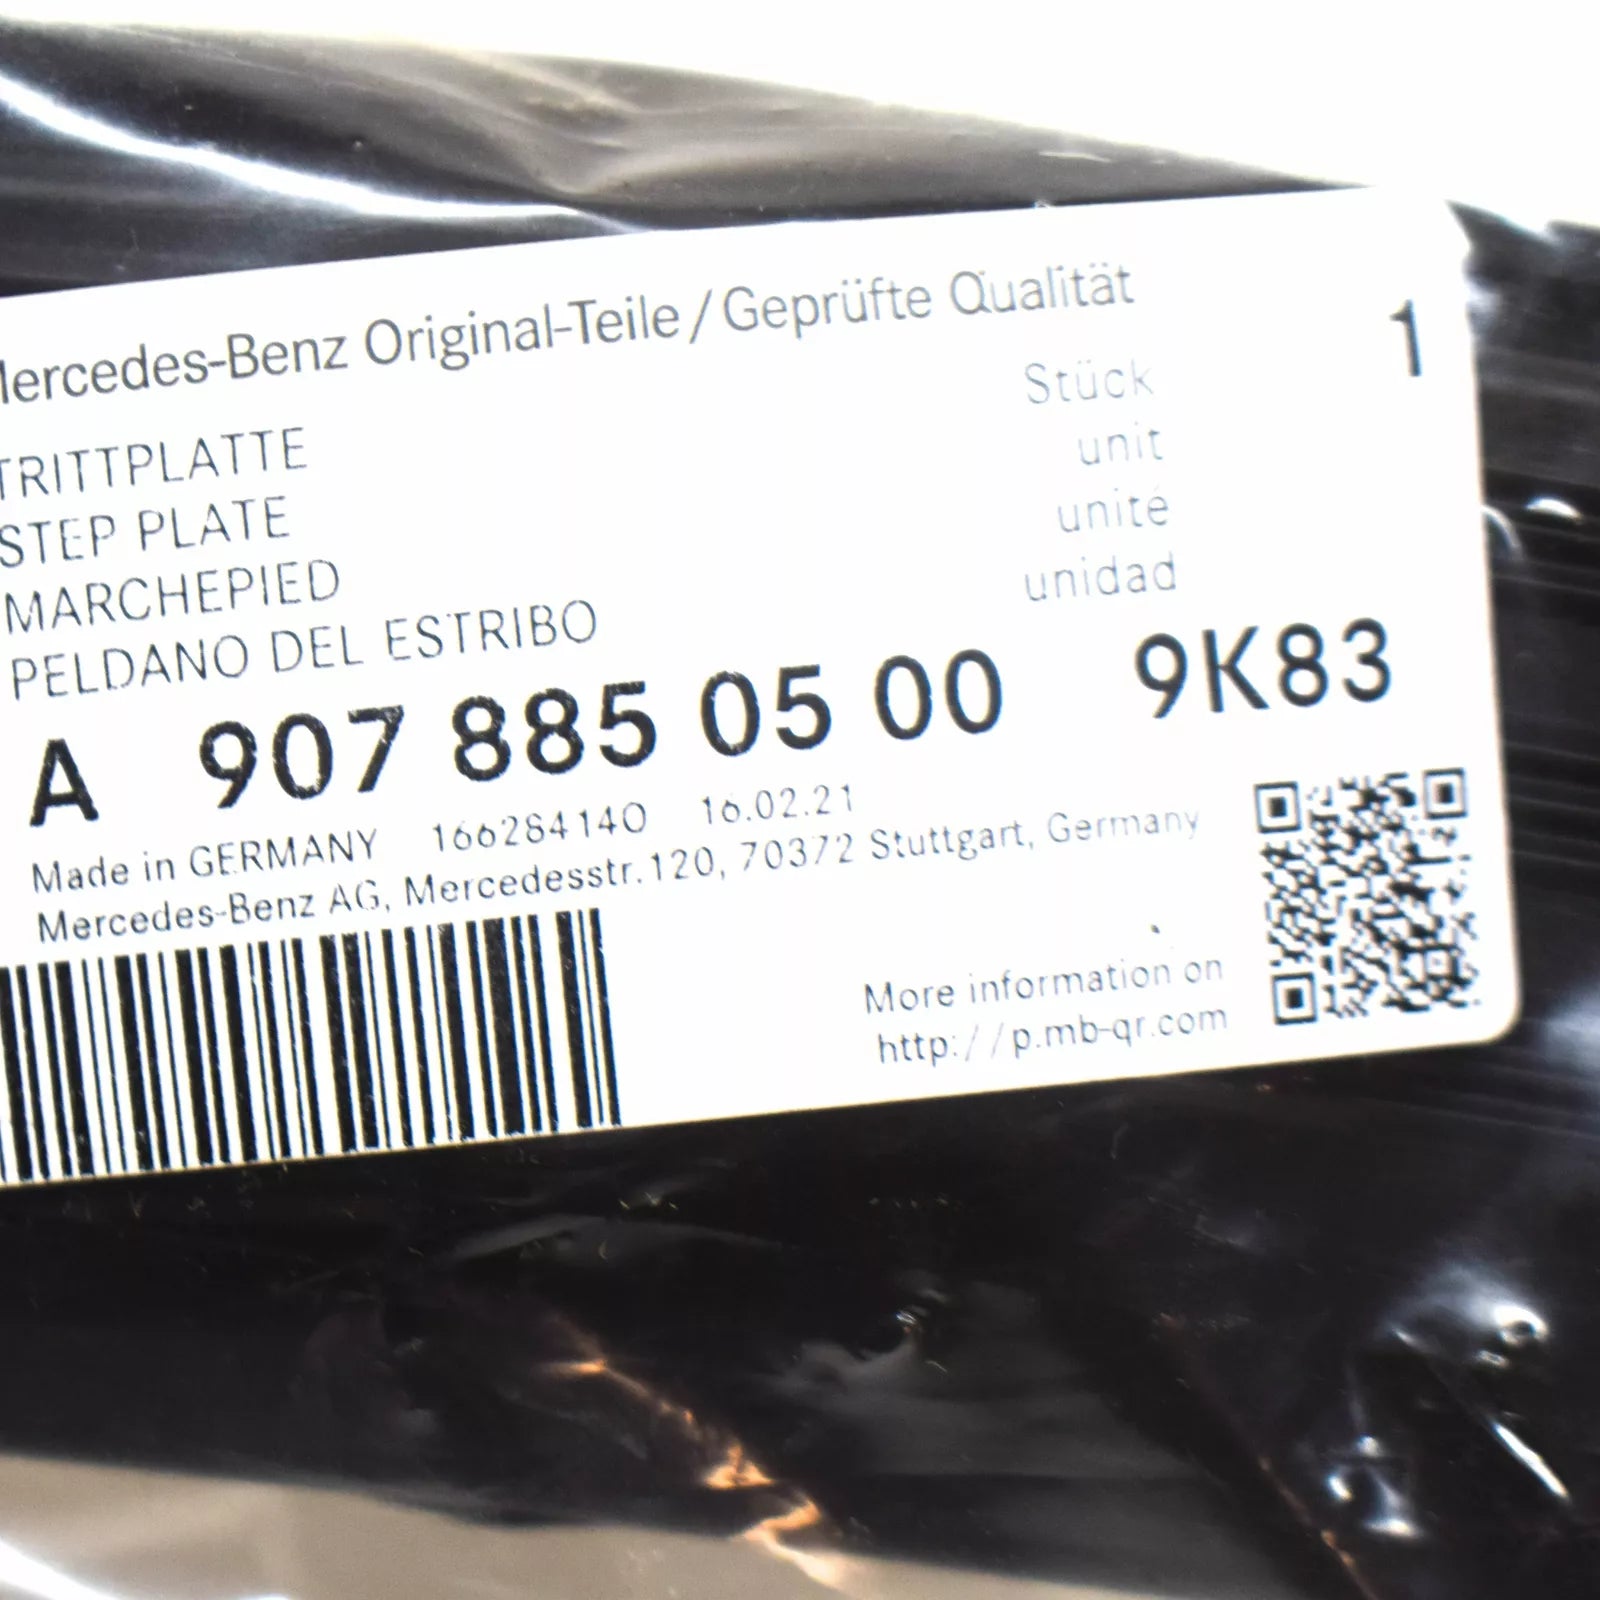 Mercedes-Benz Original-Teile/Geprüfte Qualität
Stück 1
unit
unité
unidad
TRITTPLATTE
STEP PLATE
MARCHEPIED
PELDANO DEL ESTRIBO
A 907 885 05 00 9K83
Made in GERMANY 166284140 16.02.21
Mercedes-Benz AG, Mercedesstr.120, 70372 Stuttgart, Germany
More information on
http://p.mb-qr.com